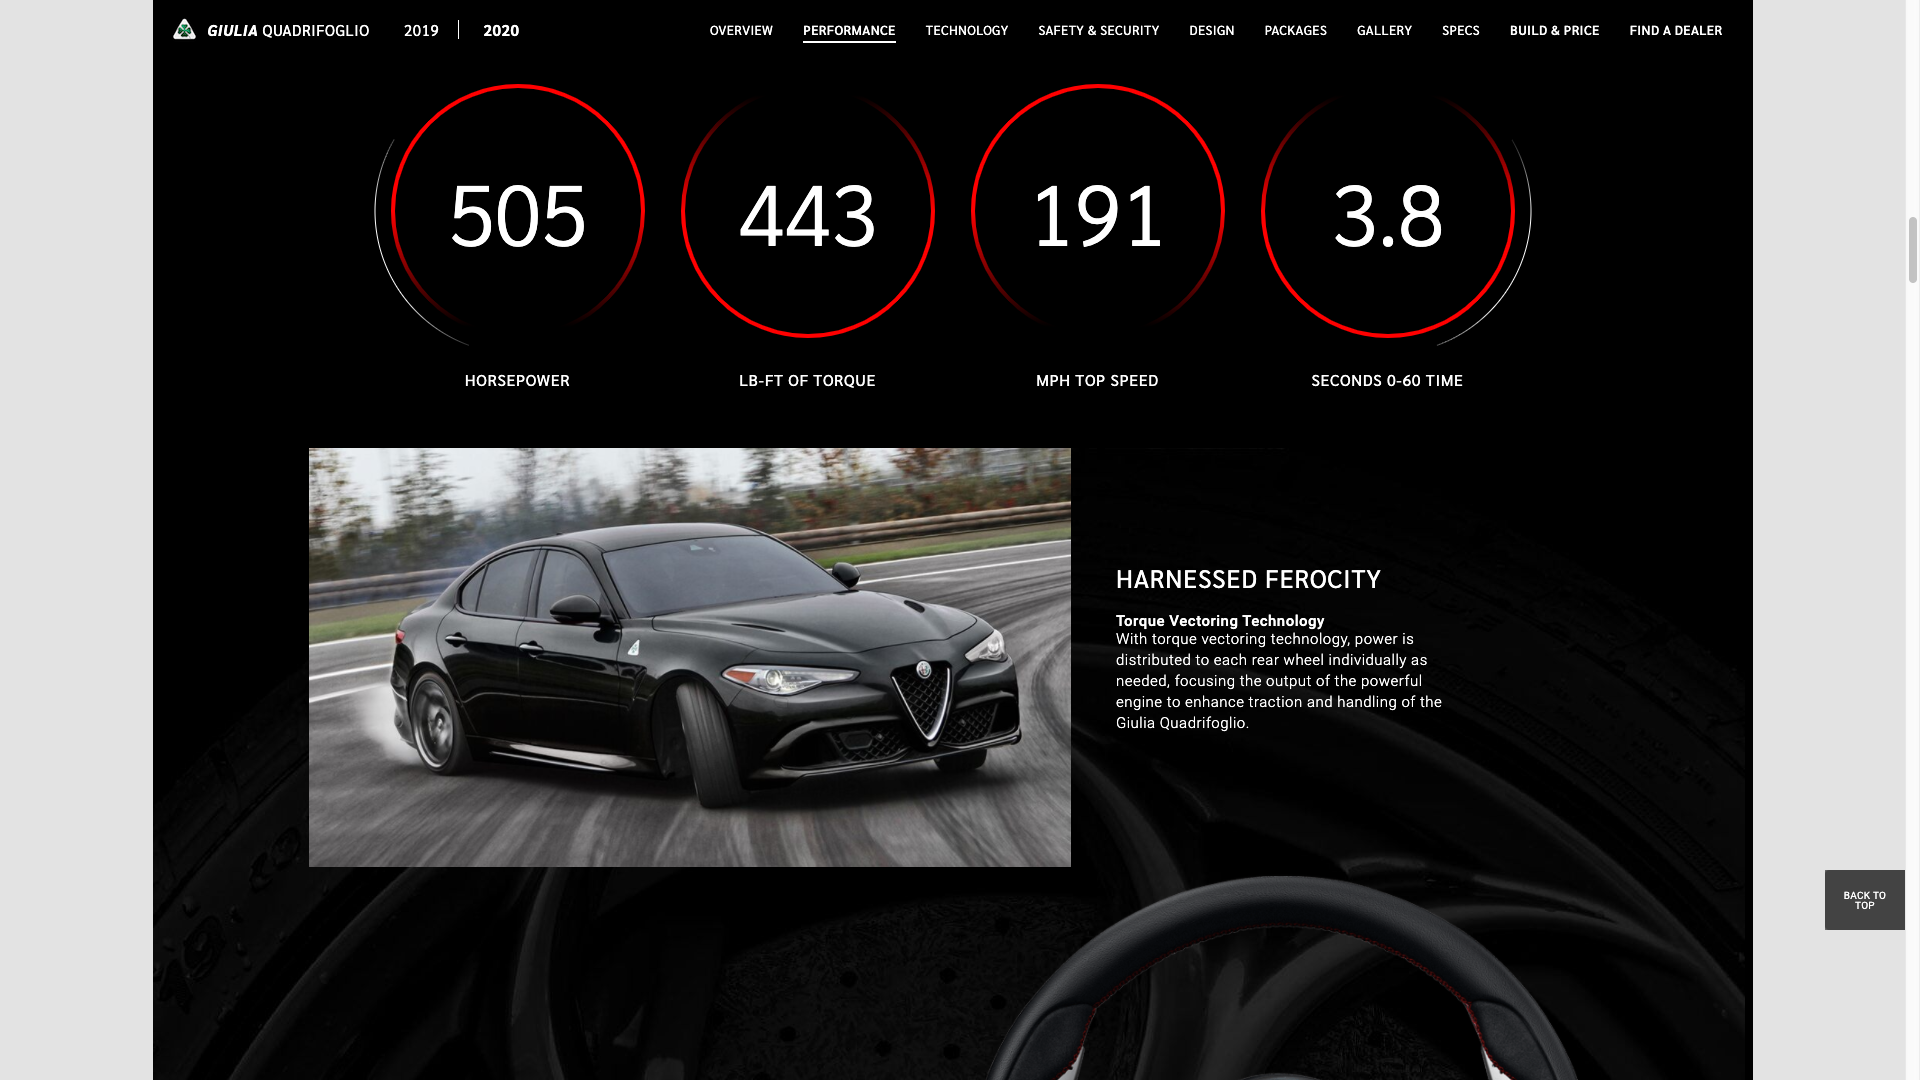 GIULIA QUADRIFOGLIO 2019 2020 OVERVIEW PERFORMANCE TECHNOLOGY SAFETY & SECURITY DESIGN PACKAGES GALLERY SPECS BUILD & PRICE FIND A DEALER
505 443 191 3.8
HORSEPOWER LB-FT OF TORQUE MPH TOP SPEED SECONDS 0-60 TIME
HARNESSED FEROCITY
Torque Vectoring Technology
With torque vectoring technology, power is
distributed to each rear wheel individually as
needed, focusing the output of the powerful
engine to enhance traction and handling of the
Giulia Quadrifoglio.
BACK TO
TOP